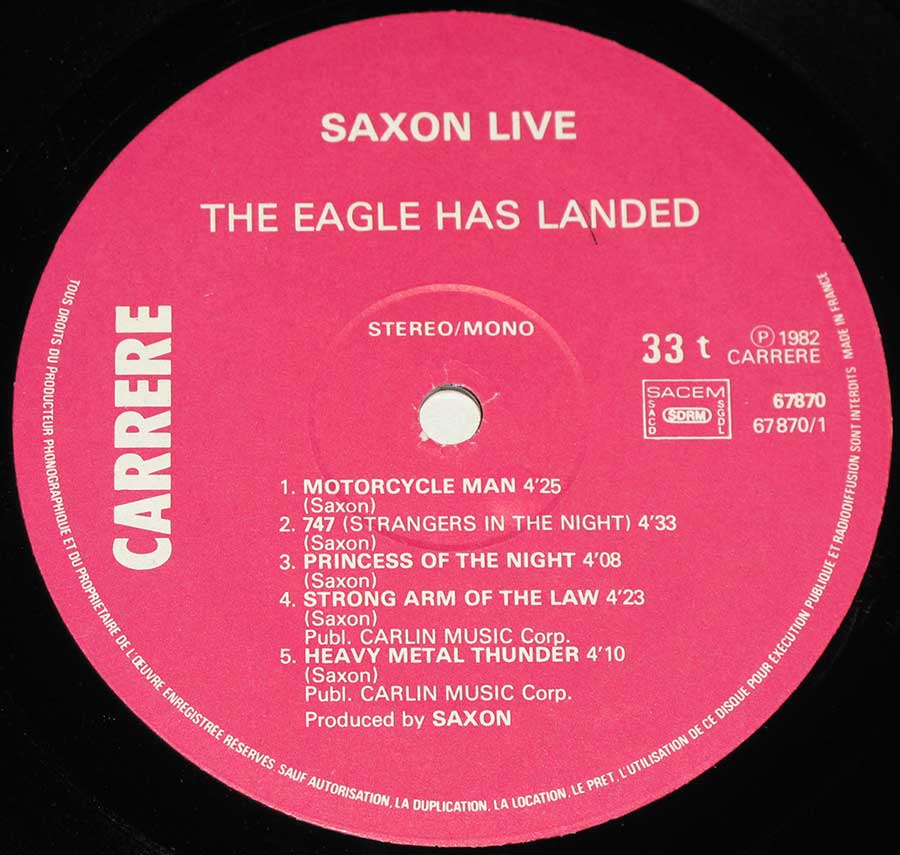 SAXON LIVE
THE EAGLE HAS LANDED
STEREO/MONO
33 t
Ⓟ 1982
CARRERE
SACEM
SACD
SDRM
SGDL
67870
67 870/1
CARRERE
1. MOTORCYCLE MAN 4'25
(Saxon)
2. 747 (STRANGERS IN THE NIGHT) 4'33
(Saxon)
3. PRINCESS OF THE NIGHT 4'08
(Saxon)
4. STRONG ARM OF THE LAW 4'23
(Saxon)
Publ. CARLIN MUSIC Corp.
5. HEAVY METAL THUNDER 4'10
(Saxon)
Publ. CARLIN MUSIC Corp.
Produced by SAXON
TOUS DROITS DU PRODUCTEUR PHONOGRAPHIQUE ET DU PROPRIETAIRE DE L'ŒUVRE ENREGISTREE RÉSERVÉS. SAUF AUTORISATION, LA DUPLICATION, LA LOCATION, LE PRET, L'UTILISATION DE CE DISQUE POUR EXECUTION PUBLIQUE ET RADIODIFFUSION SONT INTERDITS MADE IN FRANCE